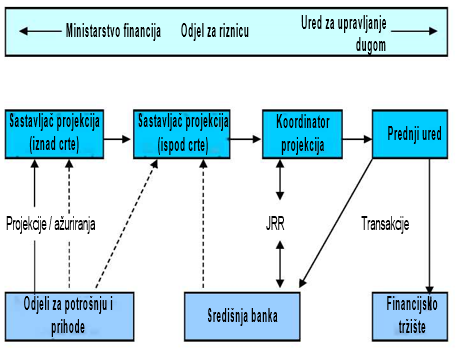 Ministarstvo financija
Odjel za riznicu
Ured za upravljanje
dugom
Sastavljač projekcija
(iznad crte)
Sastavljač projekcija
(ispod crte)
Koordinator
projekcija
Prednji ured
Projekcije / ažuriranja
JRR
Transakcije
Odjeli za potrošnju i
prihode
Središnja banka
Financijsko
tržište